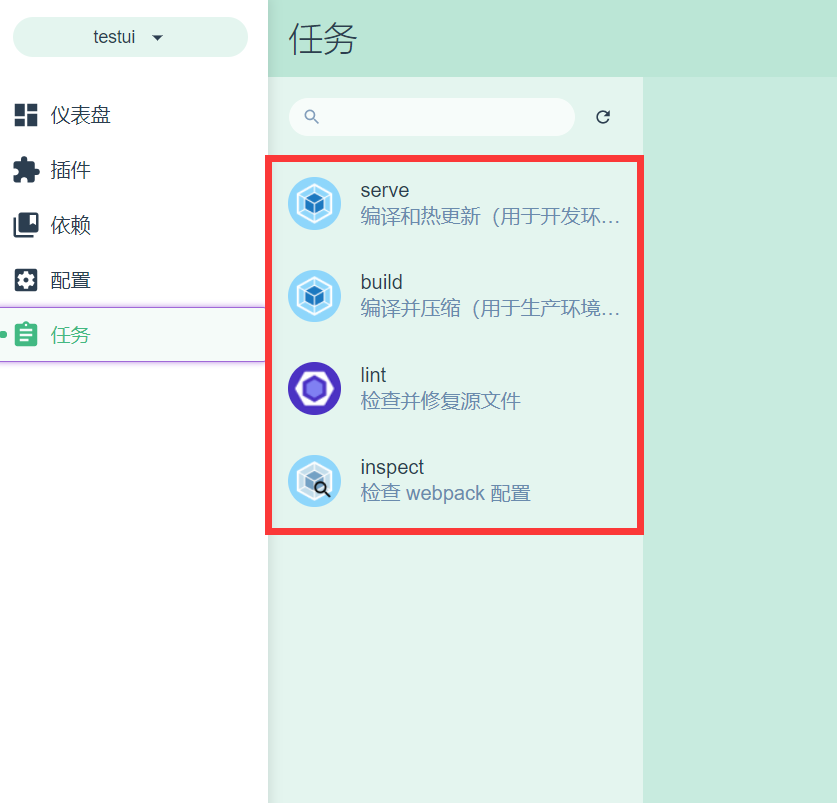 testui
任务
仪表盘
插件
依赖
配置
任务
serve
编译和热更新（用于开发环…
build
编译并压缩（用于生产环境…
lint
检查并修复源文件
inspect
检查 webpack 配置